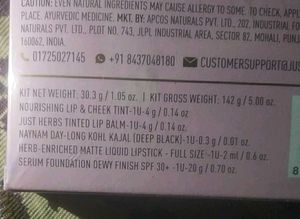 CAUTION: EVEN NATURAL INGREDIENTS MAY CAUSE ALLERGY TO SOME. TO CHECK, APPLY
PLACE. AYURVEDIC MEDICINE. MKT. BY: APCOS NATURALS PVT. LTD., 202, INDUSTRIAL
NATURALS PVT. LTD., PLOT NO. 743, JLPL INDUSTRIAL AREA, SECTOR 82, MOHALI,
160062, INDIA.
01725027145 +91 8437048180 CUSTOMERSUPPORT@JUS
KIT NET WEIGHT: 30.3 g / 1.05 oz. | KIT GROSS WEIGHT: 142 g / 5.00 oz.
NOURISHING LIP & CHEEK TINT-1U-4 g / 0.14 oz
JUST HERBS TINTED LIP BALM-1U-4 g / 0.14 oz
NAYNAM DAY-LONG KOHL KAJAL (DEEP BLACK)-1U-0.3 g / 0.01 oz.
HERB-ENRICHED MATTE LIQUID LIPSTICK - FULL SIZE -1U-2 ml / 0.6 oz
SERUM FOUNDATION DEWY FINISH SPF 30+ -1U-20 g / 0.70 oz.
8